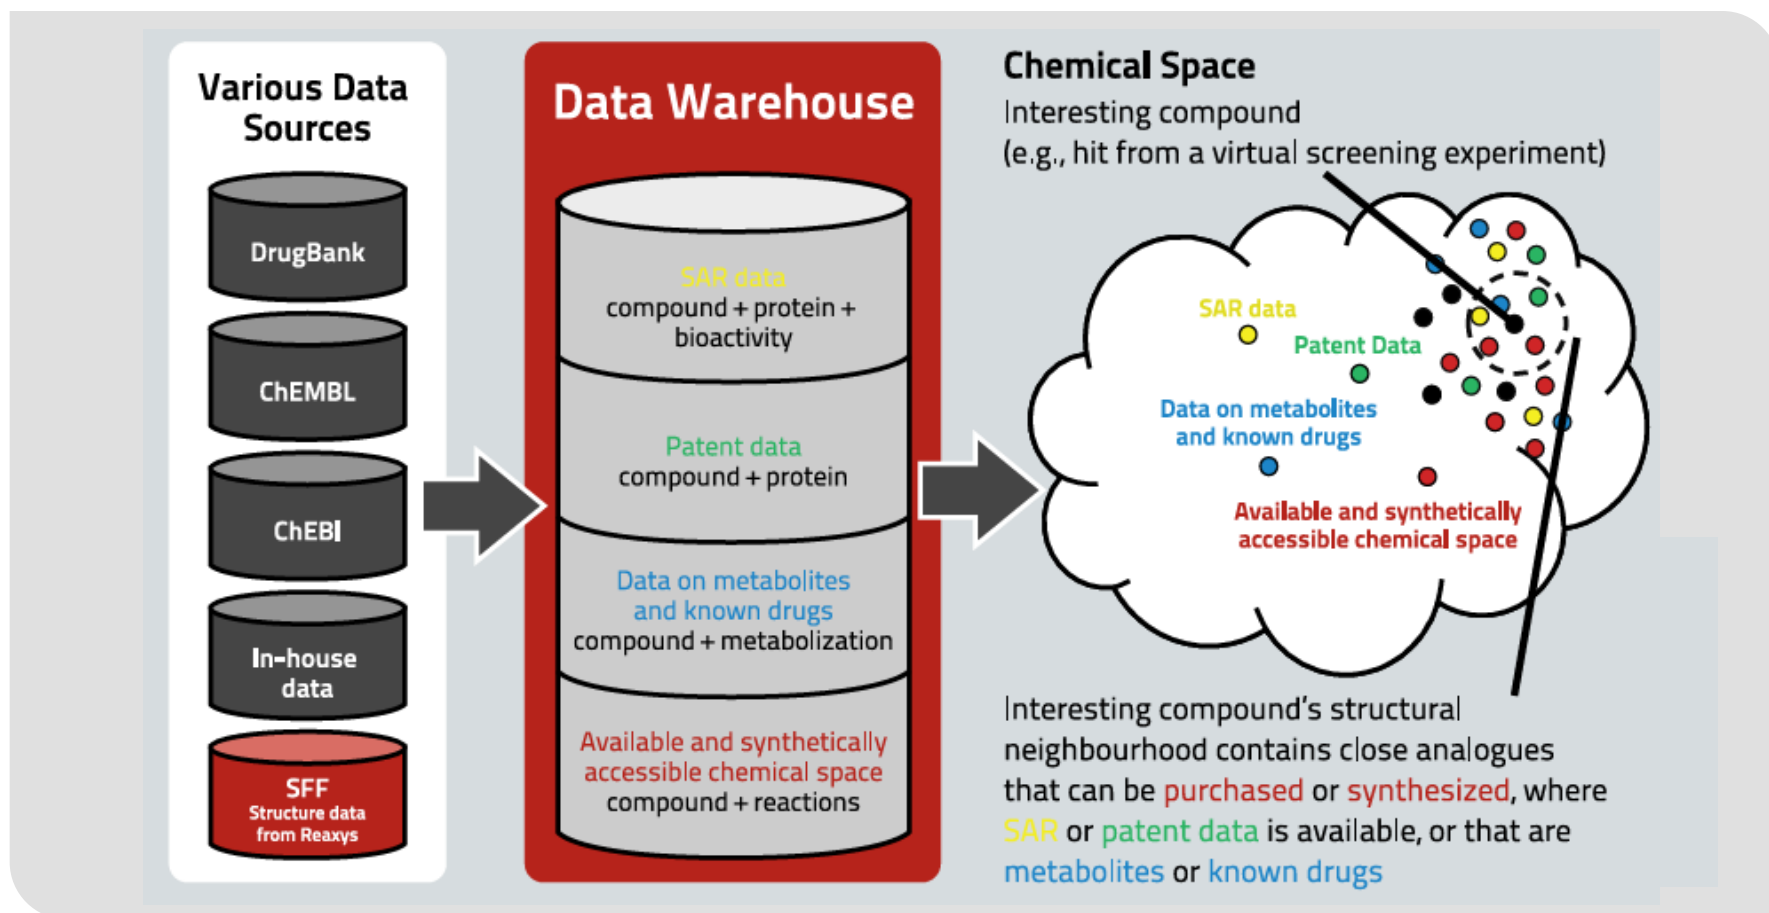 Various Data
Sources
DrugBank
ChEMBL
ChEBI
In-house
data
SFF
Structure data
from Reaxys
Data Warehouse
SAR data
compound + protein +
bioactivity
Patent data
compound + protein
Data on metabolites
and known drugs
compound + metabolization
Available and synthetically
accessible chemical space
compound + reactions
Chemical Space
Interesting compound
(e.g., hit from a virtual screening experiment)
SAR data
Patent Data
Data on metabolites
and known drugs
Available and synthetically
accessible chemical space
Interesting compound's structural
neighbourhood contains close analogues
that can be purchased or synthesized, where
SAR or patent data is available, or that are
metabolites or known drugs